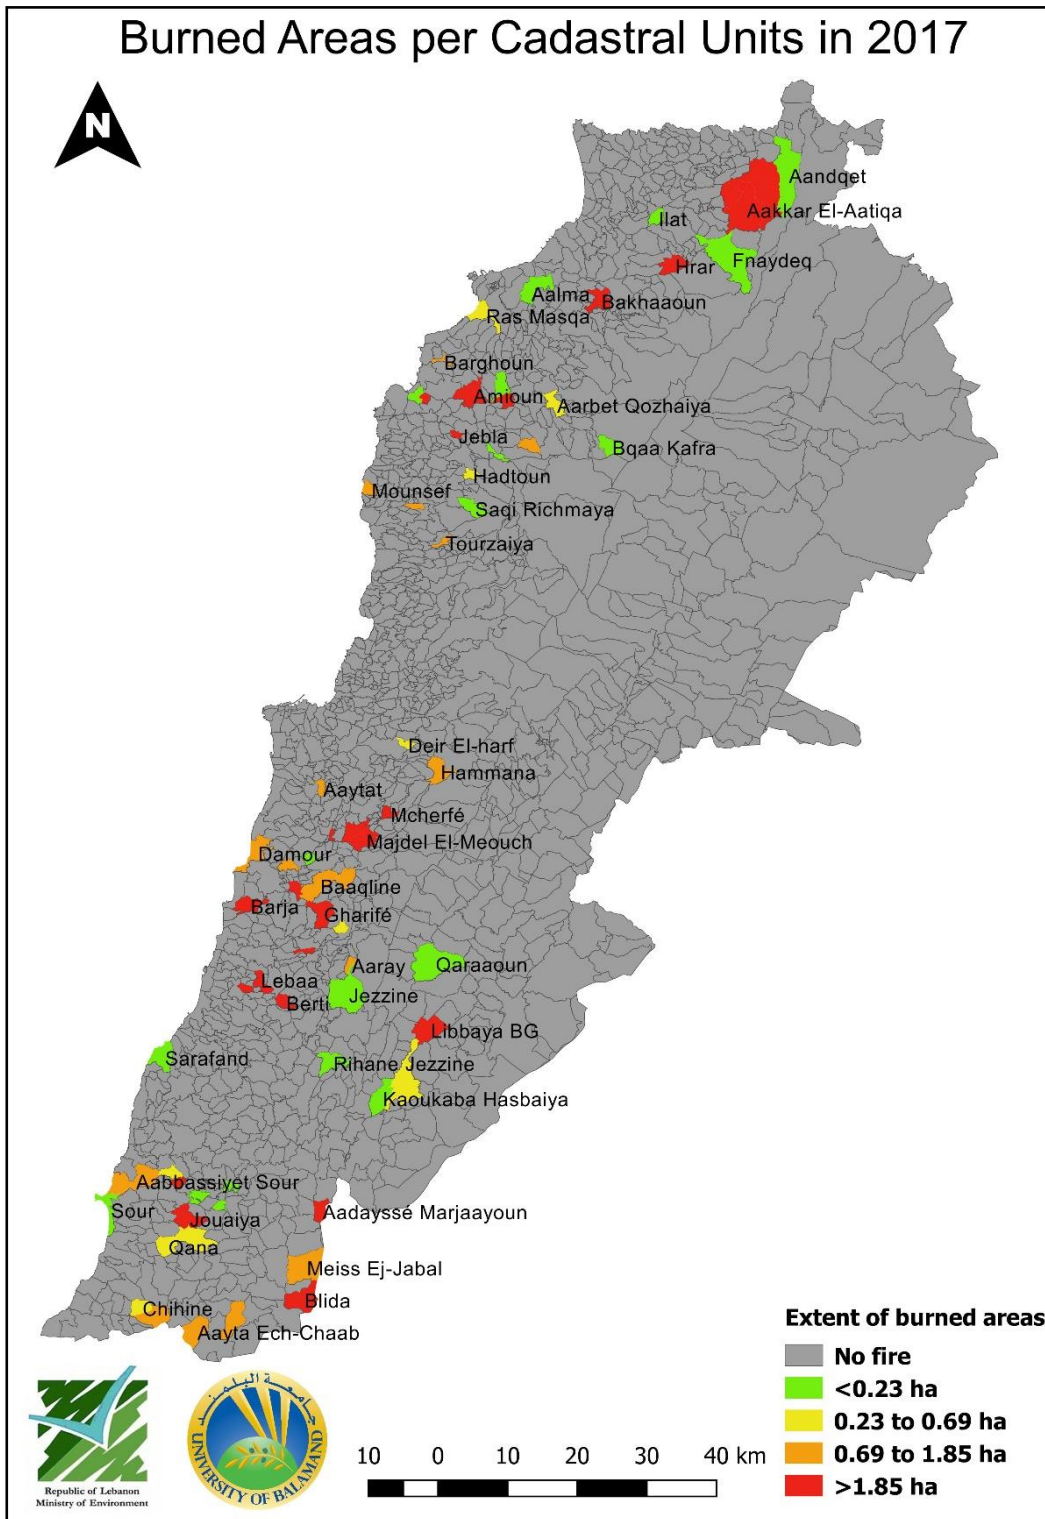 Burned Areas per Cadastral Units in 2017
N
Aandqet
Aakkar El-Aatiqa
Ilat
Fnaydeq
Hrar
Aalma
Bakhaaoun
Ras Masqa
Barghoun
Amioun
Aarbet Qozhaiya
Jebla
Bqaa Kafra
Hadtoun
Mounsef
Saqi Richmaya
Tourzaiya
Deir El-harf
Hammana
Aaytat
Mcherfé
Majdel El-Meouch
Damour
Baaqline
Barja
Gharifé
Aaray
Qaraaoun
Lebaa
Jezzine
Berti
Libbaya BG
Sarafand
Rihane Jezzine
Kaoukaba Hasbaiya
Aabbassiyet Sour
Sour
Jouaiya
Aadayssé Marjaayoun
Qana
Meiss Ej-Jabal
Chihine
Blida
Aayta Ech-Chaab
Extent of burned areas
No fire
<0.23 ha
0.23 to 0.69 ha
0.69 to 1.85 ha
>1.85 ha
Republic of Lebanon
Ministry of Environment
جامعة البلمند
UNIVERSITY OF BALAMAND
10 0 10 20 30 40 km